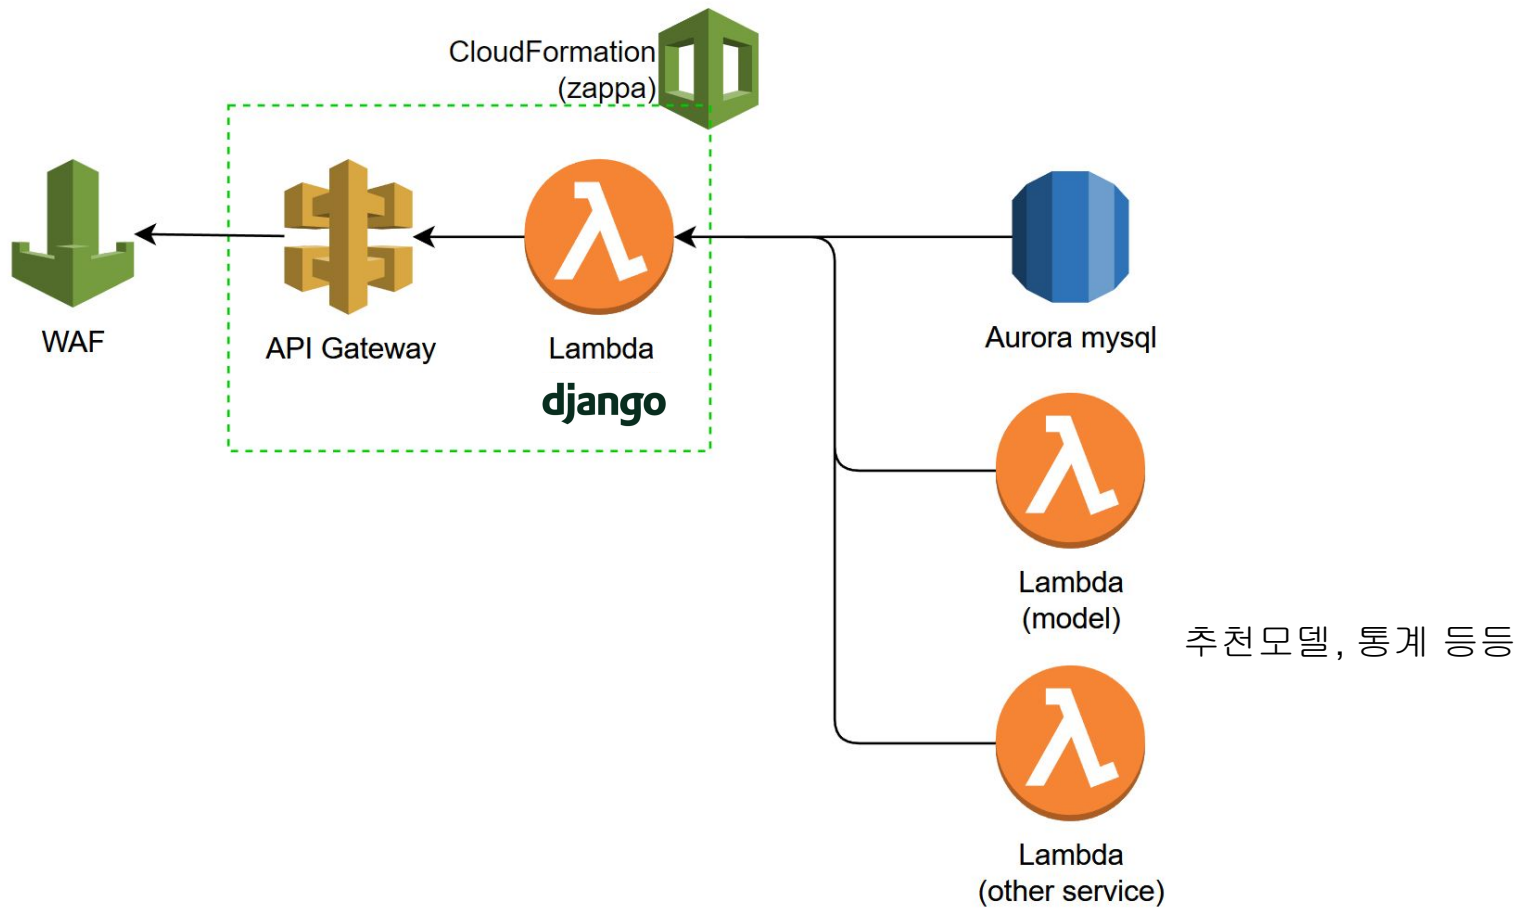 CloudFormation
(zappa)
WAF
API Gateway
Lambda
django
Aurora mysql
Lambda
(model)
추천모델, 통계 등등
Lambda
(other service)